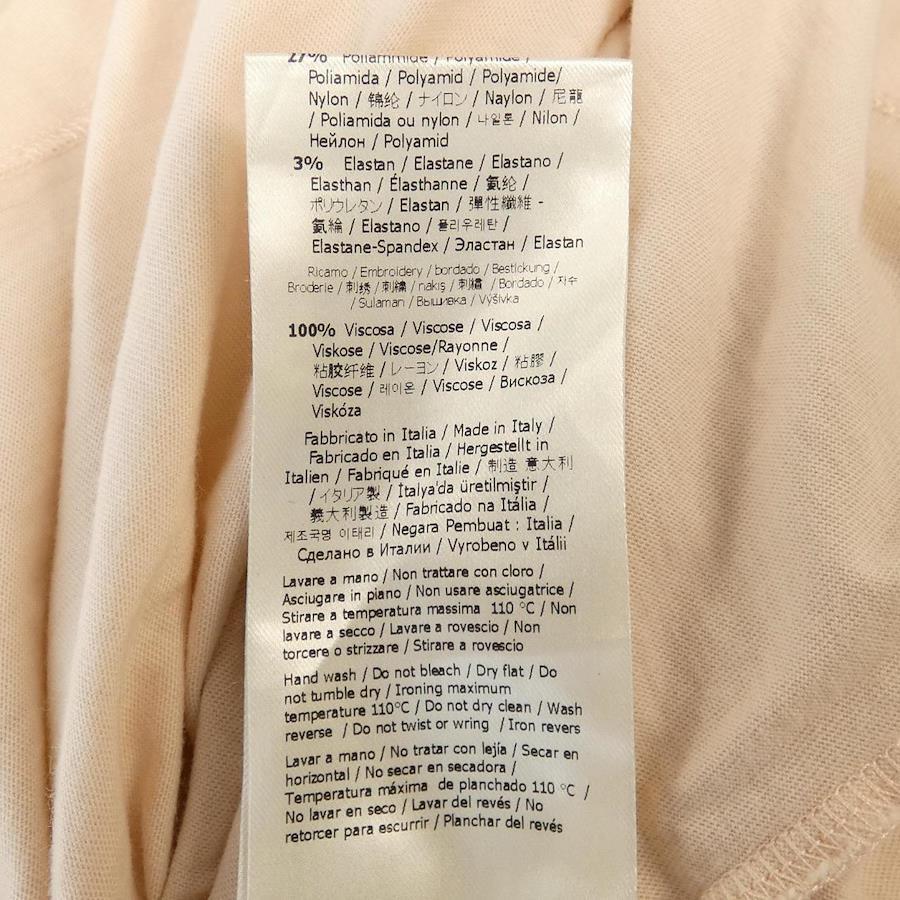 27% Poliammide / Polyamide /
Poliamida / Polyamid / Polyamide/
Nylon / 锦纶 / ナイロン / Naylon / 尼龍
/ Poliamida ou nylon / 나일론 / Nilon /
Нейлон / Polyamid
3% Elastan / Elastane / Elastano /
Elasthan / Élasthanne / 氨纶 /
ポリウレタン / Elastan / 彈性纖維 -
氨綸 / Elastano / 폴리우레탄 /
Elastane-Spandex / Эластан / Elastan
Ricamo / Embroidery / bordado / Bestickung /
Broderie / 刺绣 / 刺繍 / nakış / 刺繡 / Bordado / 자수
/ Sulaman / Вышивка / Výšivka
100% Viscosa / Viscose / Viscosa /
Viskose / Viscose/Rayonne /
粘胶纤维 / レーヨン / Viskoz / 粘膠 /
Viscose / 레이온 / Viscose / Вискоза /
Viskóza
Fabbricato in Italia / Made in Italy /
Fabricado en Italia / Hergestellt in
Italien / Fabriqué en Italie / 制造 意大利
/ イタリア製 / İtalya'da üretilmiştir /
義大利製造 / Fabricado na Itália /
제조국명 이태리 / Negara Pembuat : Italia /
Сделано в Италии / Vyrobeno v Itálii
Lavare a mano / Non trattare con cloro /
Asciugare in piano / Non usare asciugatrice /
Stirare a temperatura massima 110 °C / Non
lavare a secco / Lavare a rovescio / Non
torcere o strizzare / Stirare a rovescio
Hand wash / Do not bleach / Dry flat / Do
not tumble dry / Ironing maximum
temperature 110°C / Do not dry clean / Wash
reverse / Do not twist or wring / Iron revers
Lavar a mano / No tratar con lejía / Secar en
horizontal / No secar en secadora /
Temperatura máxima de planchado 110 °C /
No lavar en seco / Lavar del revés / No
retorcer para escurrir / Planchar del revés